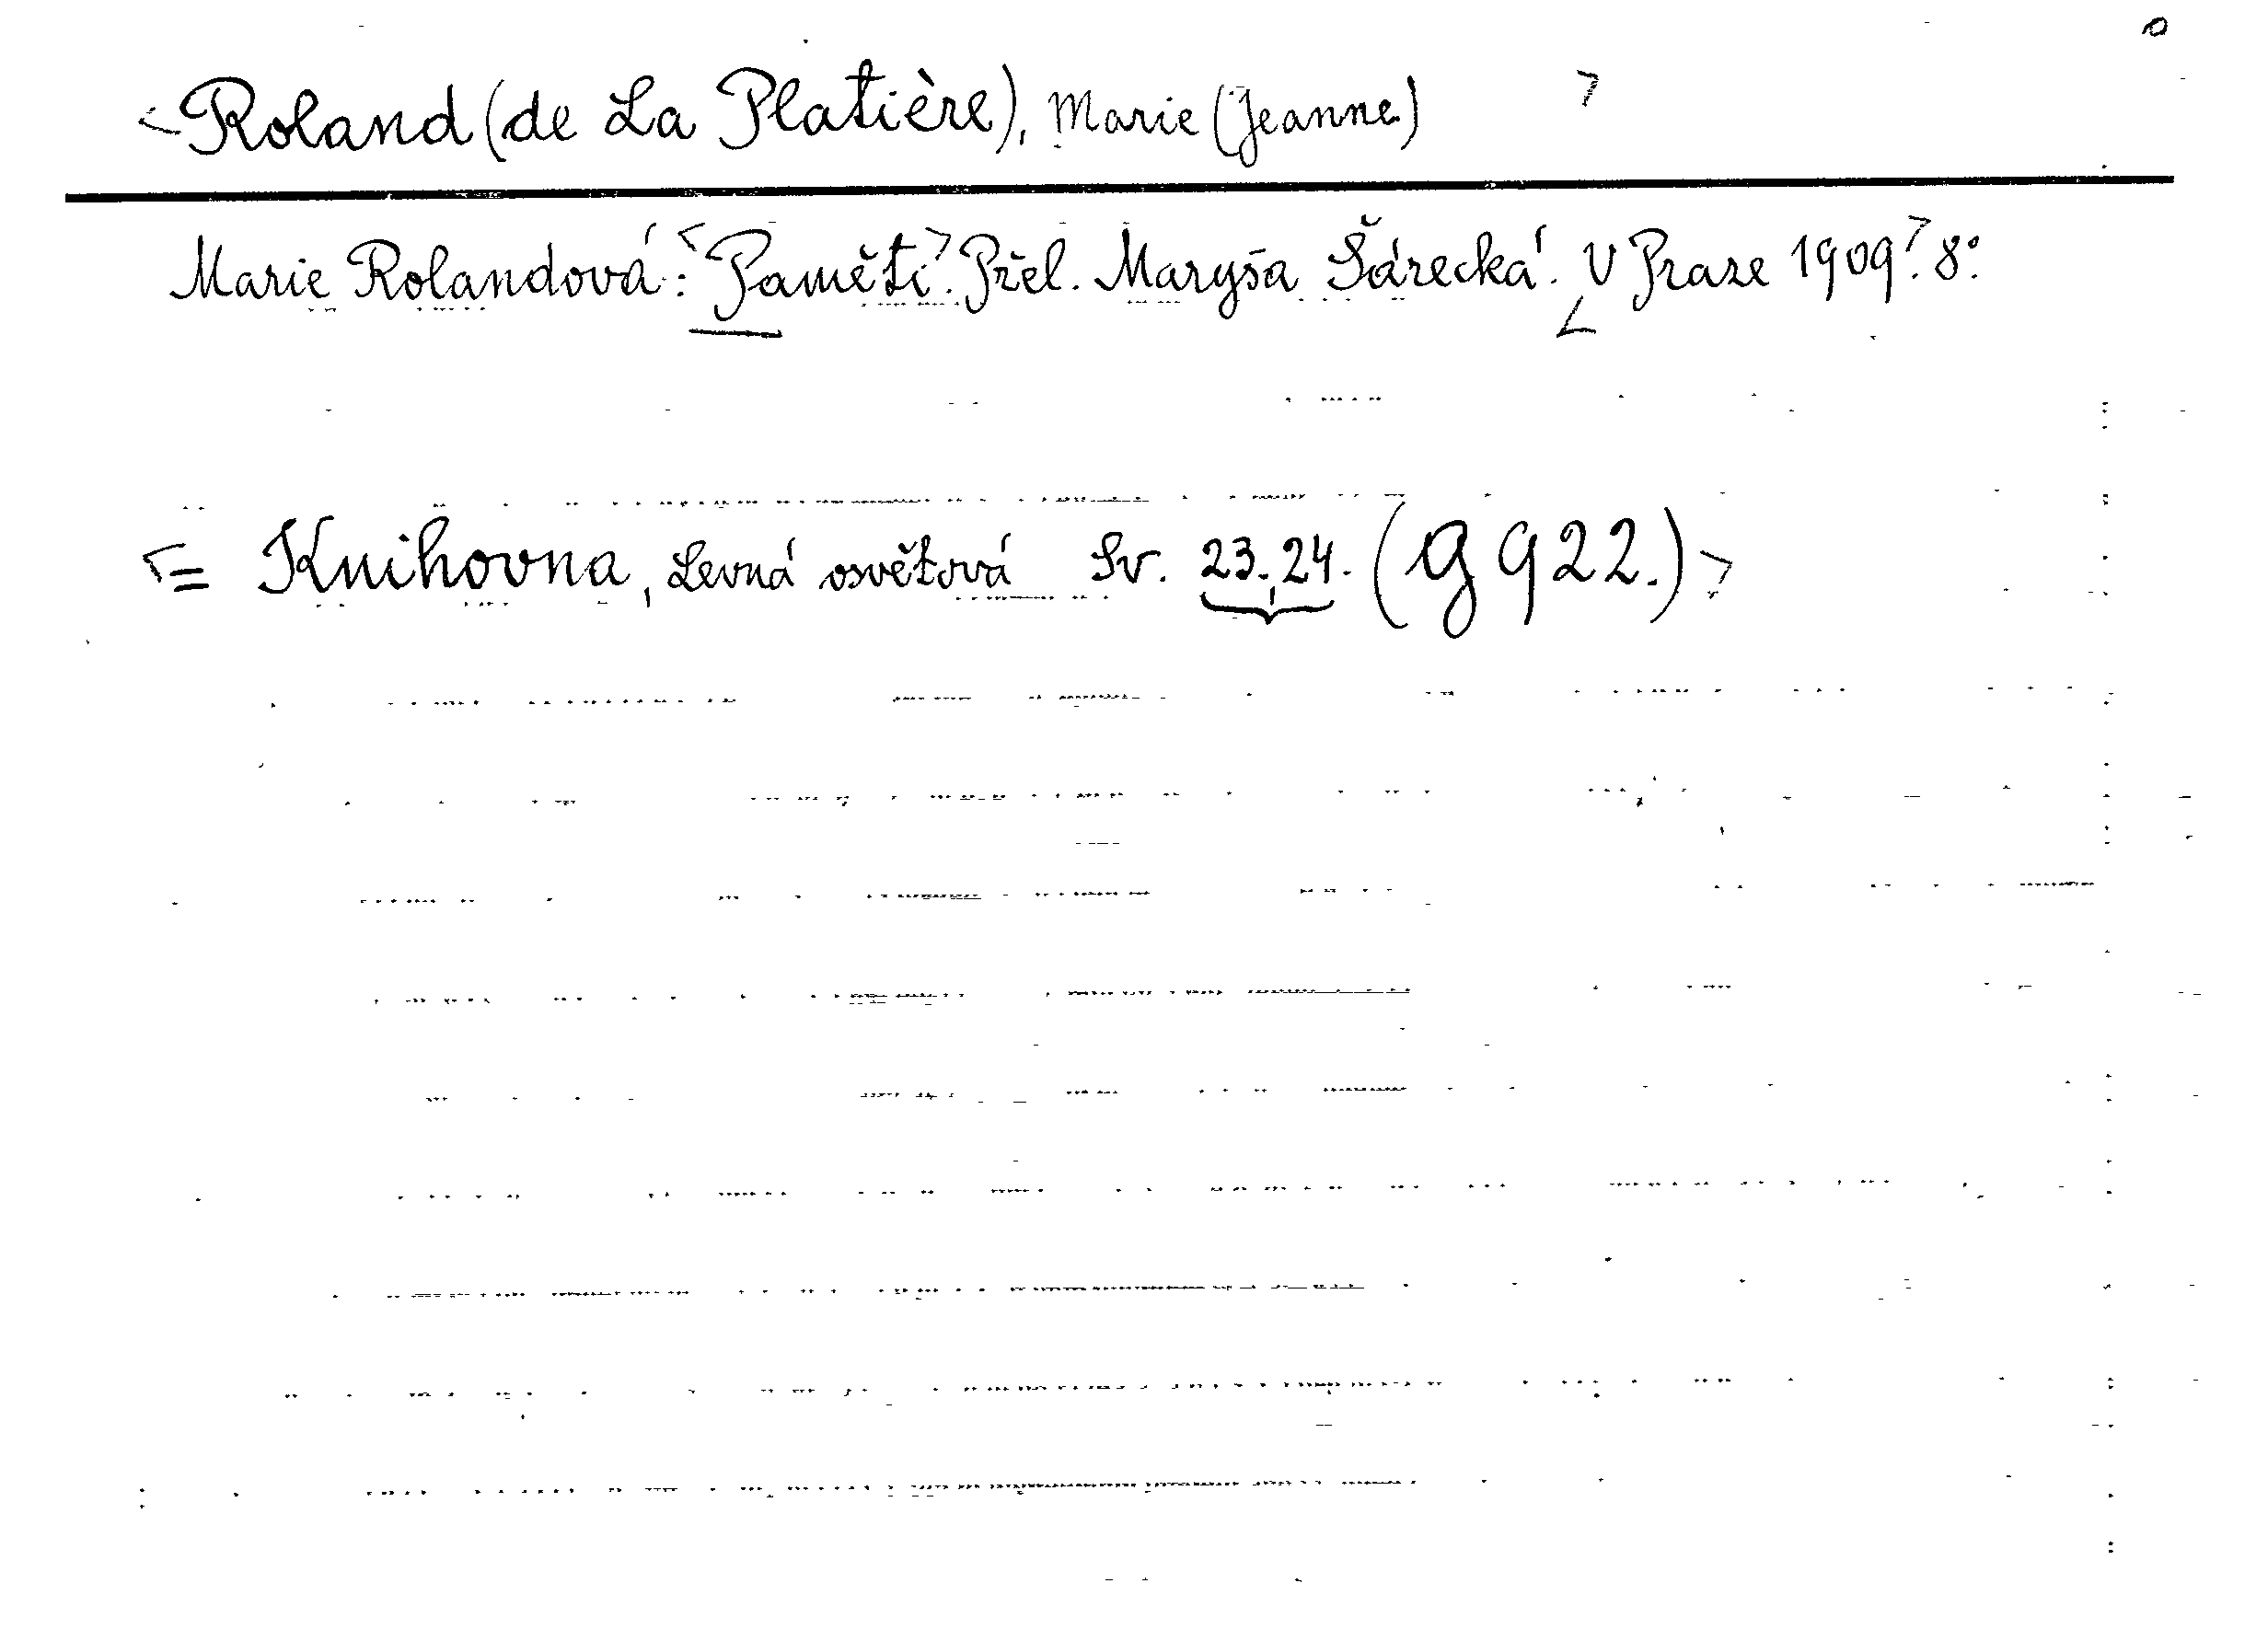 <Roland (de La Platière), Marie (Jeanne)>
Marie Rolandová: <Paměti>. Přel. Maryša Šárecká. <V Praze 1909>. 8°.
<= Knihovna, Levná osvětová Sv. 23.24. (G 922.)>